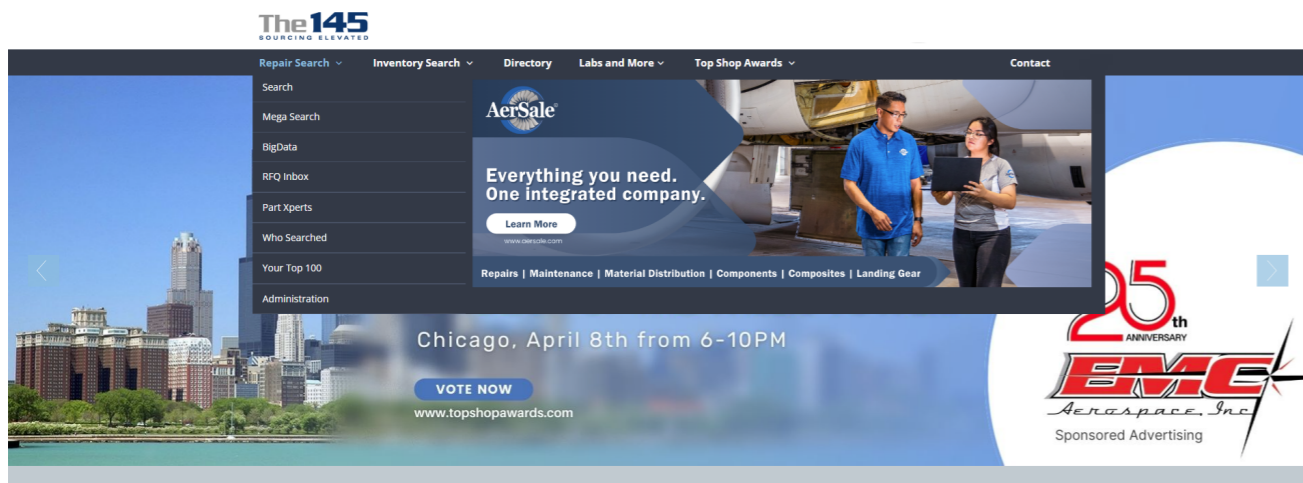 The 145
SOURCING ELEVATED
Repair Search Inventory Search Directory Labs and More Top Shop Awards Contact
Search
Mega Search
BigData
RFQ Inbox
Part Xperts
Who Searched
Your Top 100
Administration
AerSale®
Everything you need.
One integrated company.
Learn More
www.aersale.com
Repairs | Maintenance | Material Distribution | Components | Composites | Landing Gear
Chicago, April 8th from 6-10PM
VOTE NOW
www.topshopawards.com
25th
ANNIVERSARY
EMC
Aerospace, Inc
Sponsored Advertising